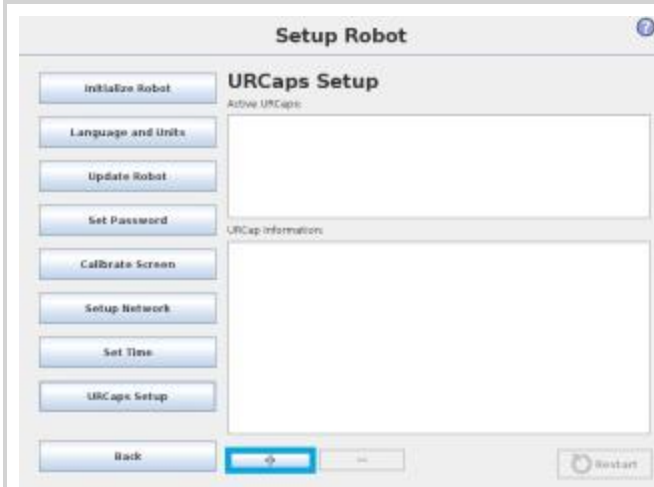 Setup Robot
?
Initialize Robot
URCaps Setup
Active URCaps:
Language and Units
Update Robot
Set Password
URCap Information:
Calibrate Screen
Setup Network
Set Time
URCaps Setup
Back
+
-
Restart